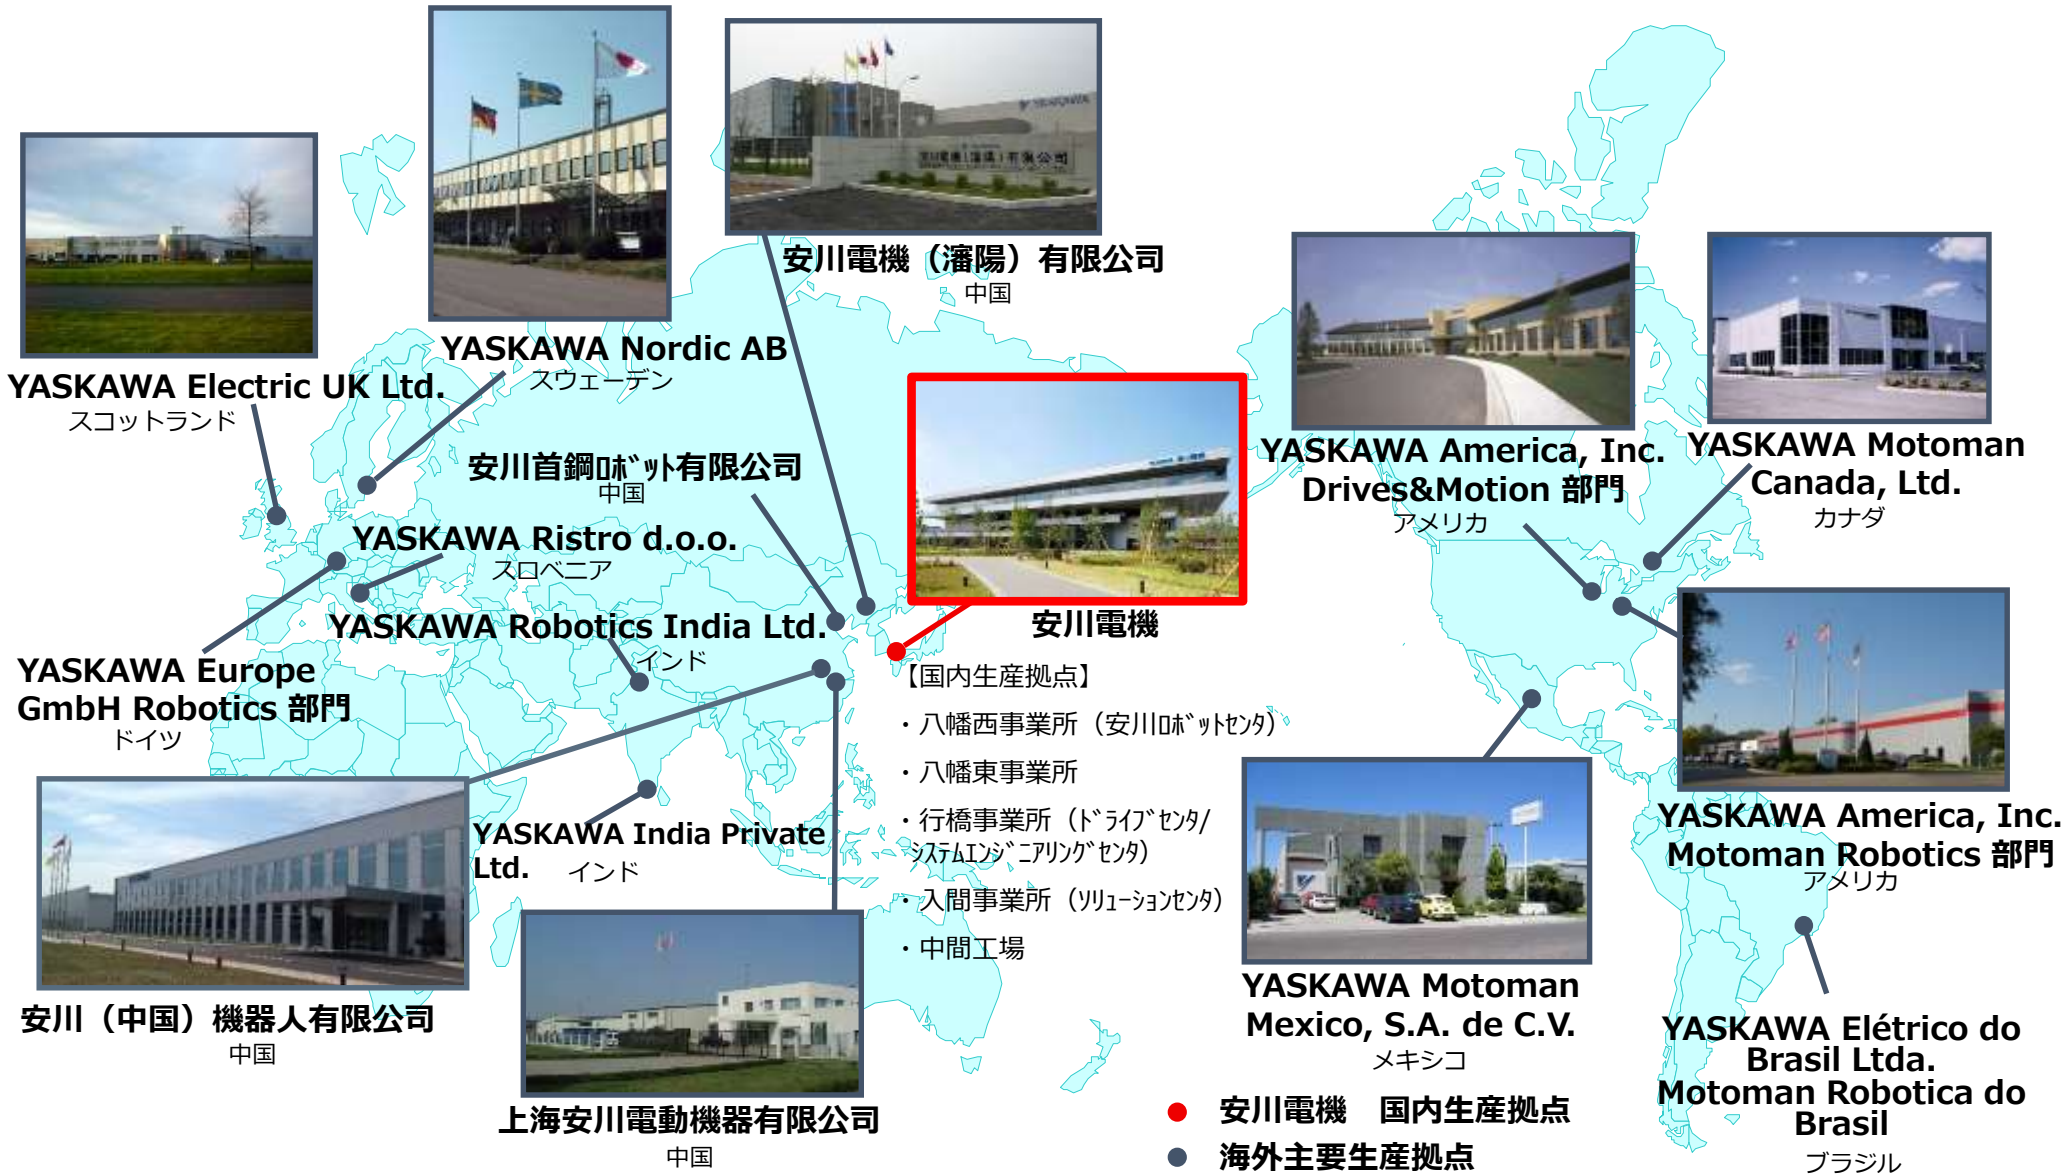 YASKAWA Electric UK Ltd.
スコットランド
YASKAWA Nordic AB
スウェーデン
YASKAWA
安川電機(瀋陽)有限公司
安川電機(瀋陽)有限公司
中国
安川首鋼ﾛﾎﾞｯﾄ有限公司
中国
YASKAWA Ristro d.o.o.
スロベニア
YASKAWA Robotics India Ltd.
インド
YASKAWA Europe
GmbH Robotics 部門
ドイツ
安川(中国)機器人有限公司
中国
YASKAWA India Private
Ltd.
インド
上海安川電動機器有限公司
中国
安川電機
【国内生産拠点】
・八幡西事業所(安川ﾛﾎﾞｯﾄｾﾝﾀ)
・八幡東事業所
・行橋事業所(ﾄﾞﾗｲﾌﾞｾﾝﾀ/
ｼｽﾃﾑｴﾝｼﾞﾆｱﾘﾝｸﾞｾﾝﾀ)
・入間事業所(ｿﾘｭｰｼｮﾝｾﾝﾀ)
・中間工場
YASKAWA America, Inc.
Drives&Motion 部門
アメリカ
YASKAWA Motoman
Canada, Ltd.
カナダ
YASKAWA America, Inc.
Motoman Robotics 部門
アメリカ
YASKAWA Motoman
Mexico, S.A. de C.V.
メキシコ
YASKAWA Elétrico do
Brasil Ltda.
Motoman Robotica do
Brasil
ブラジル
安川電機　国内生産拠点
海外主要生産拠点